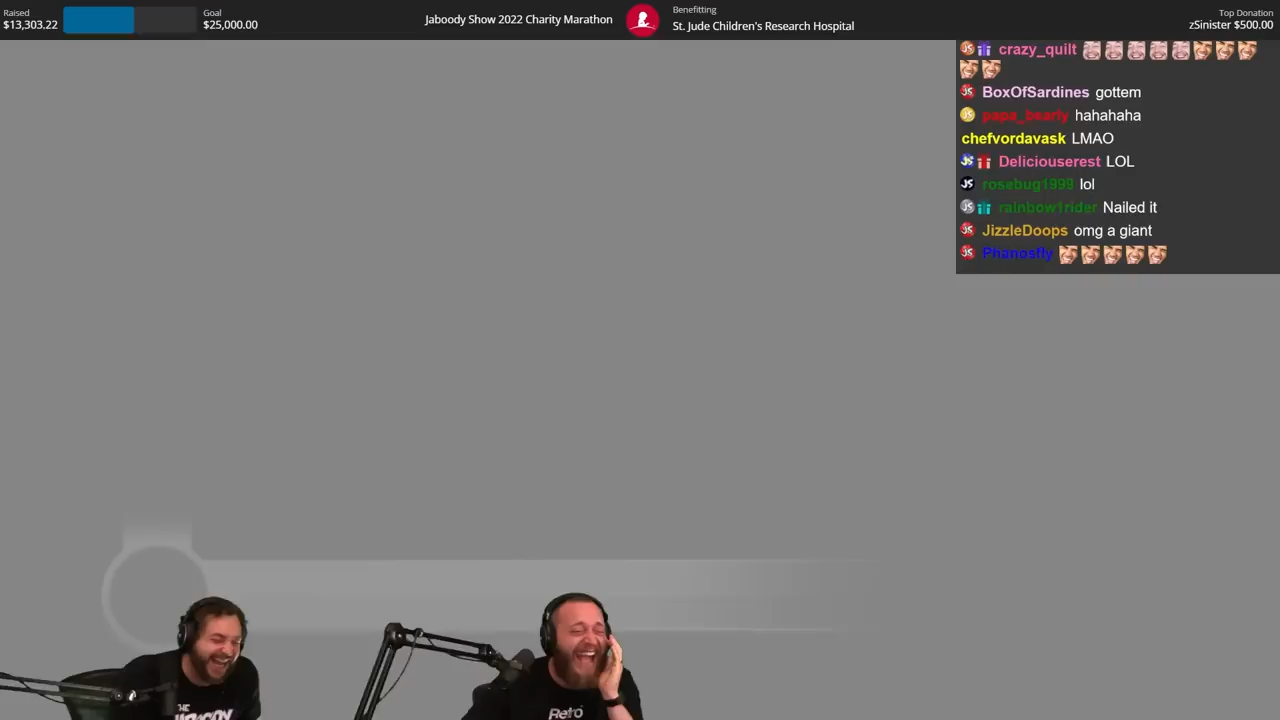 Raised
$13,303.22
Goal
$25,000.00
Jaboody Show 2022 Charity Marathon
Benefitting
St. Jude Children's Research Hospital
Top Donation
zSinister $500.00
crazy_quilt
BoxOfSardines gottem
papa_bearly hahahaha
chefvordavask LMAO
Deliciouserest LOL
rosebug1999 lol
rainbow1rider Nailed it
JizzleDoops omg a giant
Phanosfly
THE
Retro